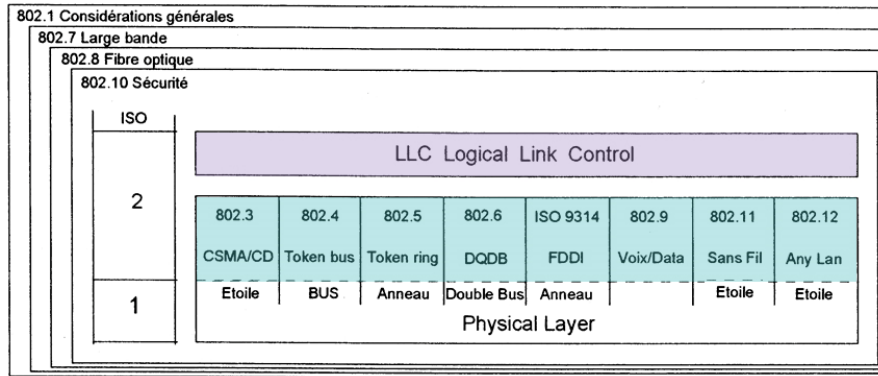 802.1 Considérations générales
802.7 Large bande
802.8 Fibre optique
802.10 Sécurité
ISO
LLC Logical Link Control
2
802.3 802.4 802.5 802.6 ISO 9314 802.9 802.11 802.12
CSMA/CD Token bus Token ring DQDB FDDI Voix/Data Sans Fil Any Lan
1
Etoile BUS Anneau Double Bus Anneau Etoile Etoile
Physical Layer